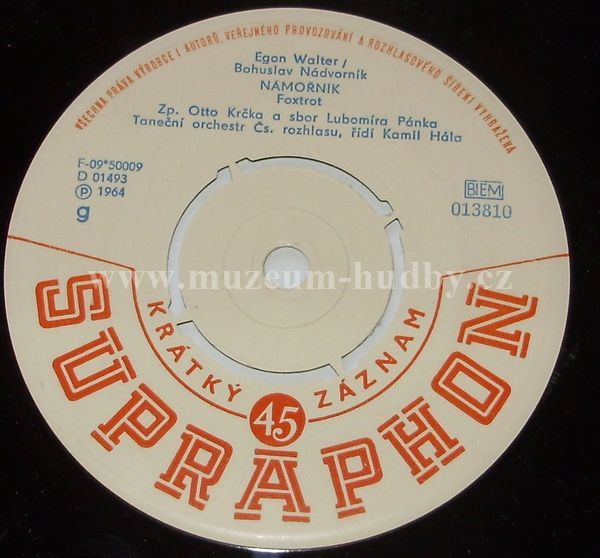 VŠECHNA PRÁVA VÝROBCE I AUTORŮ, VEŘEJNÉHO PROVOZOVÁNÍ A ROZHLASOVÉHO ŠÍŘENÍ VYHRAŽENA
Egon Walter /
Bohuslav Nádvorník
NÁMOŘNIK
Foxtrot
Zp. Otto Krčka a sbor Lubomíra Pánka
Taneční orchestr Čs. rozhlasu, řídí Kamil Hála
F-09*50009
D 01493
℗ 1964
g
BIEM
013810
www.muzeum-hudby.cz
KRÁTKÝ 45 ZÁZNAM
SUPRAPHON